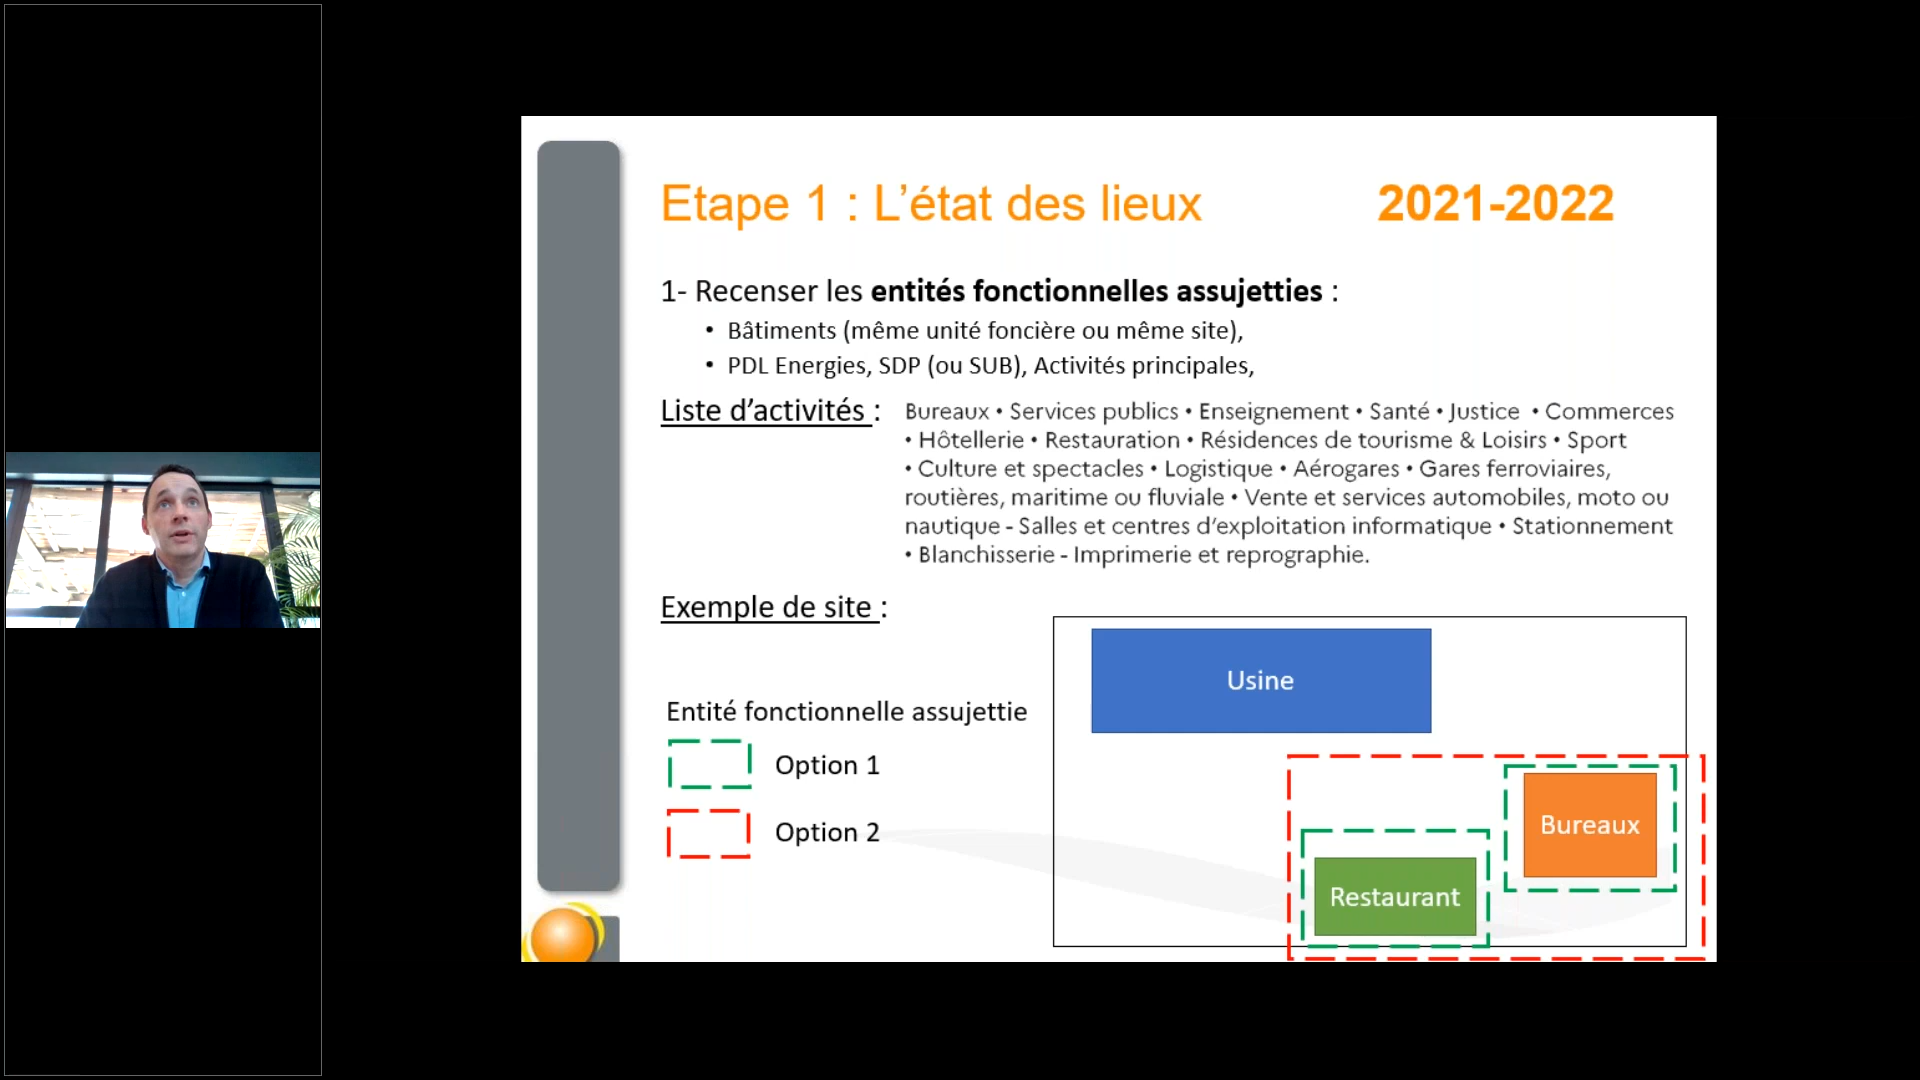 Etape 1 : L’état des lieux 2021-2022
1- Recenser les entités fonctionnelles assujetties :
• Bâtiments (même unité foncière ou même site),
• PDL Energies, SDP (ou SUB), Activités principales,
Liste d’activités :
Bureaux • Services publics • Enseignement • Santé • Justice • Commerces
• Hôtellerie • Restauration • Résidences de tourisme & Loisirs • Sport
• Culture et spectacles • Logistique • Aérogares • Gares ferroviaires,
routières, maritime ou fluviale • Vente et services automobiles, moto ou
nautique - Salles et centres d’exploitation informatique • Stationnement
• Blanchisserie - Imprimerie et reprographie.
Exemple de site :
Entité fonctionnelle assujettie
Option 1
Option 2
Usine
Bureaux
Restaurant